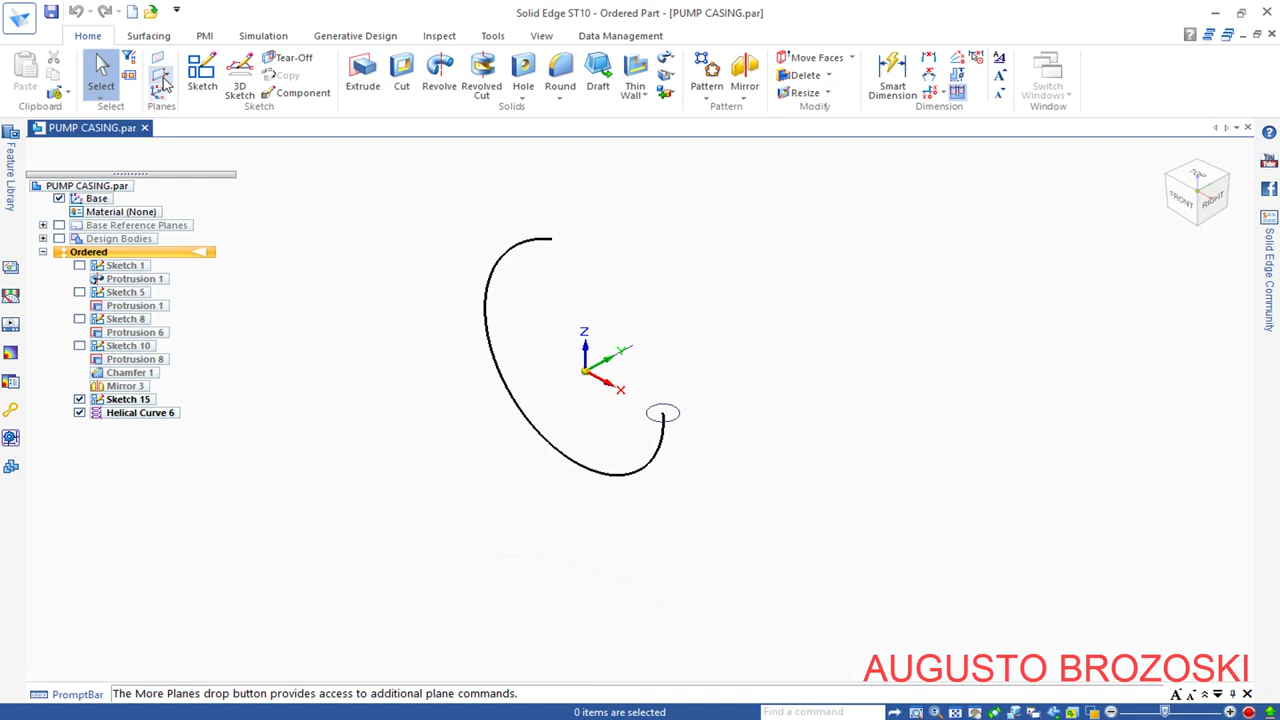 Solid Edge ST10 - Ordered Part - [PUMP CASING.par]
Home Surfacing PMI Simulation Generative Design Inspect Tools View Data Management
Paste
Clipboard
Select
Select
Planes
Sketch
3D Sketch
Tear-Off
Copy
Component
Sketch
Extrude
Cut
Revolve
Revolved Cut
Hole
Round
Draft
Thin Wall
Solids
Pattern
Mirror
Pattern
Move Faces
Delete
Resize
Modify
Smart Dimension
Dimension
Switch Windows
Window
PUMP CASING.par
Feature Library
PUMP CASING.par
Base
Material (None)
Base Reference Planes
Design Bodies
Ordered
Sketch 1
Protrusion 1
Sketch 5
Protrusion 1
Sketch 8
Protrusion 6
Sketch 10
Protrusion 8
Chamfer 1
Mirror 3
Sketch 15
Helical Curve 6
Z
Y
X
TOP
FRONT
RIGHT
You Tube
Solid Edge Community
AUGUSTO BROZOSKI
PromptBar
The More Planes drop button provides access to additional plane commands.
0 items are selected
Find a command